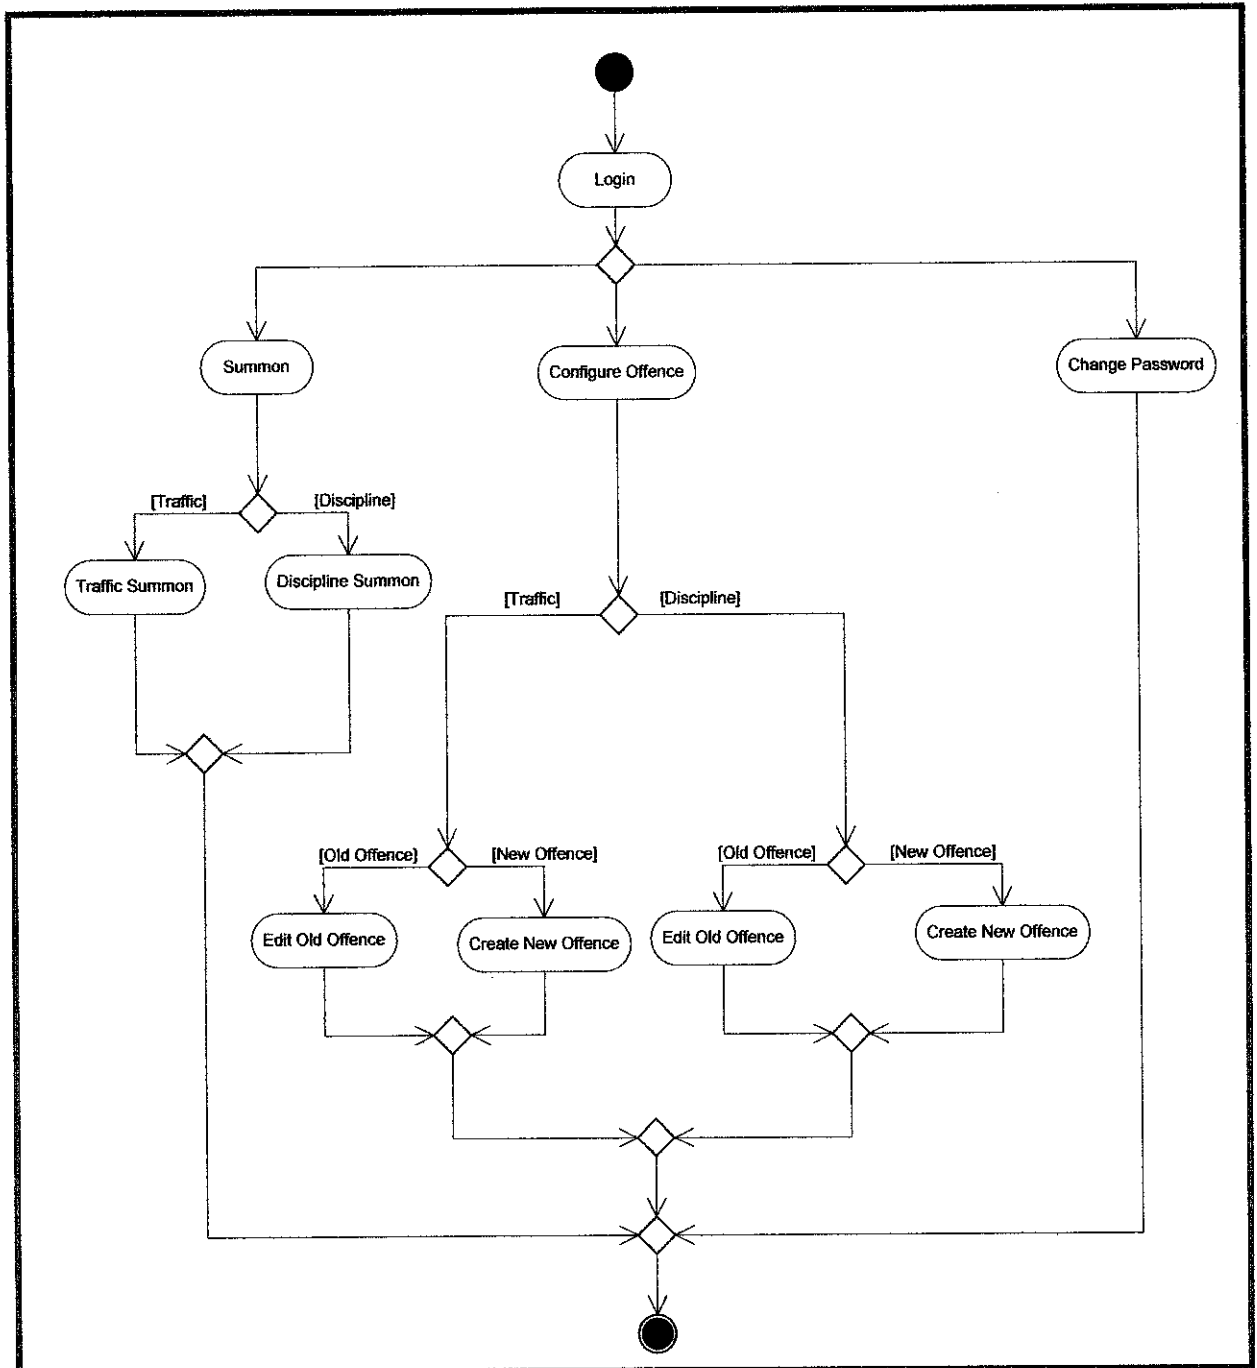 Login
Summon
Configure Offence
Change Password
[Traffic]
[Discipline]
Traffic Summon
Discipline Summon
[Traffic]
[Discipline]
[Old Offence]
[New Offence]
[Old Offence]
[New Offence]
Edit Old Offence
Create New Offence
Edit Old Offence
Create New Offence